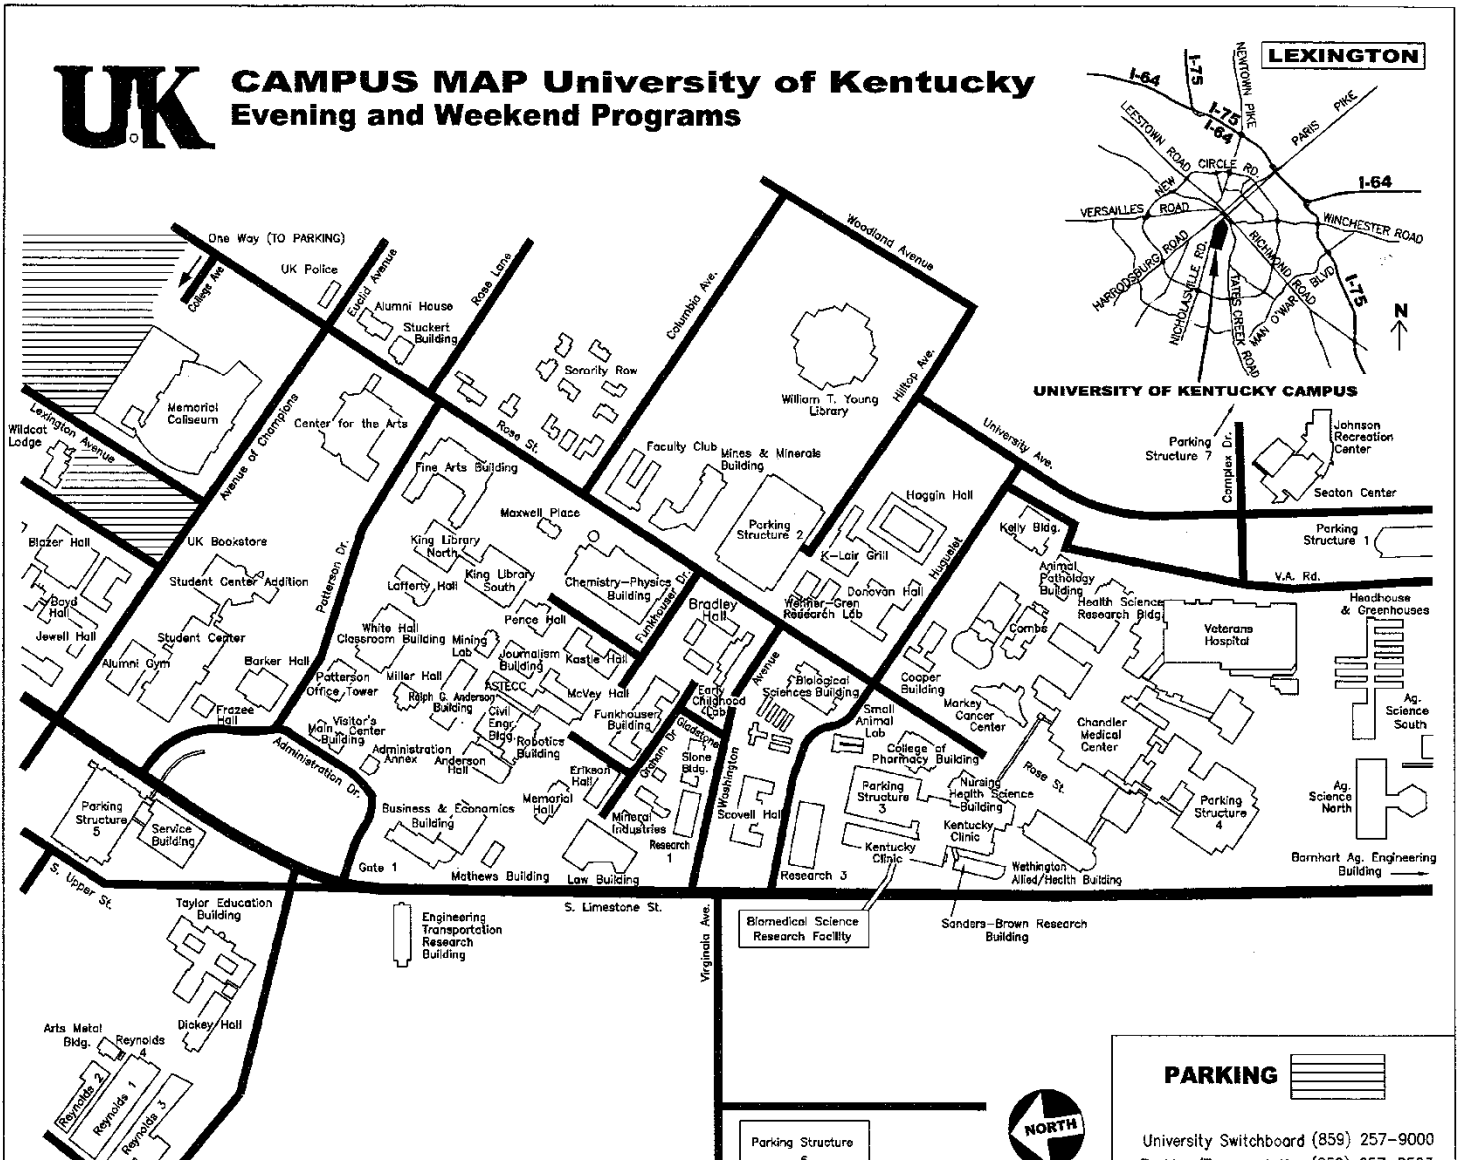 UK
CAMPUS MAP University of Kentucky
Evening and Weekend Programs
LEXINGTON
I-64
I-75
NEWTOWN PIKE
I-75
I-64
LEESTOWN ROAD
PARIS PIKE
CIRCLE RD.
NEW
I-64
VERSAILLES ROAD
WINCHESTER ROAD
HARRODSBURG ROAD
RICHMOND ROAD
NICHOLASVILLE RD.
TATES CREEK ROAD
MAN O'WAR BLVD
I-75
N
UNIVERSITY OF KENTUCKY CAMPUS
One Way (TO PARKING)
College Ave
UK Police
Euclid Avenue
Alumni House
Stuckert
Building
Rose Lane
Columbia Ave.
Woodland Avenue
Sorority Row
William T. Young
Library
Hilltop Ave.
University Ave.
Parking
Structure 7
Complex Dr.
Johnson
Recreation
Center
Seaton Center
Parking
Structure 1
V.A. Rd.
Lexington Avenue
Wildcat
Lodge
Memorial
Coliseum
Avenue of Champions
Center for the Arts
Rose St.
Faculty Club
Mines & Minerals
Building
Fine Arts Building
Maxwell Place
Parking
Structure 2
Haggin Hall
K-Lair Grill
Huguelet
Kelly Bldg.
Animal
Pathology
Building
Health Science
Research Bldg.
Headhouse
& Greenhouses
Blazer Hall
Boyd
Hall
Jewell Hall
UK Bookstore
Student Center Addition
Student Center
Alumni Gym
Barker Hall
Frazee
Hall
Patterson Dr.
King Library
North
King Library
South
Lafferty Hall
Chemistry-Physics
Building
Funkhouser Dr.
Bradley
Hall
Wenner-Gren
Research Lab
Donovan Hall
Combs
Veterans
Hospital
White Hall
Classroom Building
Mining
Lab
Pence Hall
Journalism
Building
Kastle Hall
Patterson
Office Tower
Miller Hall
Ralph G. Anderson
Building
ASTECC
McVey Hall
Early
Childhood
Lab
Avenue
Biological
Sciences Building
Cooper
Building
Markey
Cancer
Center
Chandler
Medical
Center
Ag.
Science
South
Main
Building
Visitor's
Center
Civil
Engr.
Bldg.
Robotics
Building
Funkhouser
Building
Gladstone
Small
Animal
Lab
Administration Dr.
Administration
Annex
Anderson
Hall
Erikson
Hall
Graham Dr.
Slone
Bldg.
Washington
College of
Pharmacy Building
Nursing
Health Science
Building
Rose St.
Ag.
Science
North
Parking
Structure
5
Service
Building
Business & Economics
Building
Memorial
Hall
Mineral
Industries
Scovell Hall
Parking
Structure
3
Kentucky
Clinic
Kentucky
Clinic
Parking
Structure
4
Gate 1
Mathews Building
Law Building
Research
1
Research 3
Wethington
Allied/Health Building
Barnhart Ag. Engineering
Building
S. Upper St.
S. Limestone St.
Taylor Education
Building
Engineering
Transportation
Research
Building
Virginala Ave.
Biomedical Science
Research Facility
Sanders-Brown Research
Building
Dickey Hall
Arts Metal
Bldg.
Reynolds
4
Reynolds 2
Reynolds 1
Reynolds 3
Parking Structure
6
NORTH
PARKING
University Switchboard (859) 257-9000